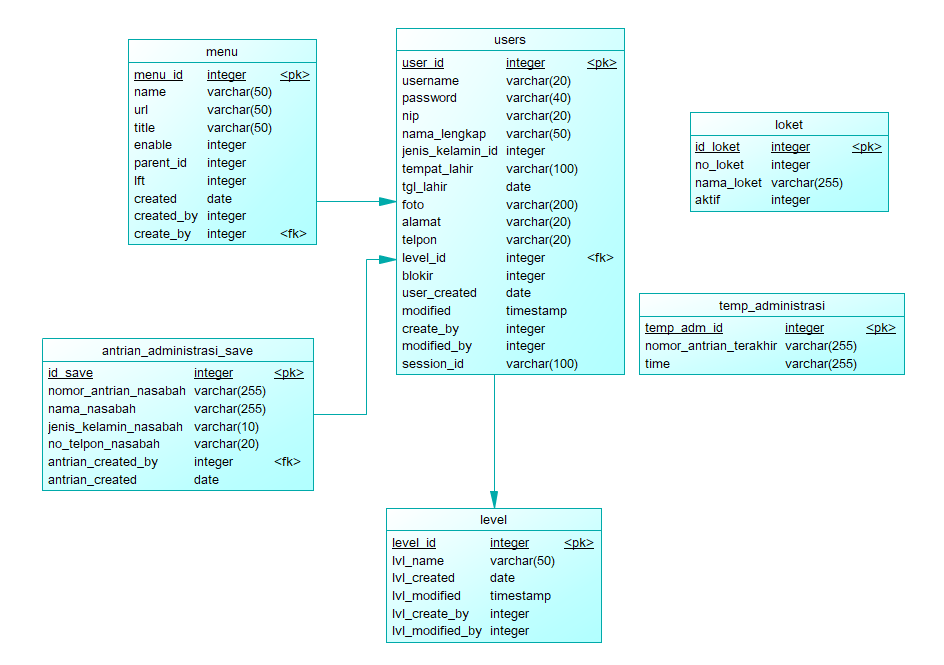 menu
menu_id integer <pk>
name varchar(50)
url varchar(50)
title varchar(50)
enable integer
parent_id integer
lft integer
created date
created_by integer
create_by integer <fk>
users
user_id integer <pk>
username varchar(20)
password varchar(40)
nip varchar(20)
nama_lengkap varchar(50)
jenis_kelamin_id integer
tempat_lahir varchar(100)
tgl_lahir date
foto varchar(200)
alamat varchar(20)
telpon varchar(20)
level_id integer <fk>
blokir integer
user_created date
modified timestamp
create_by integer
modified_by integer
session_id varchar(100)
loket
id_loket integer <pk>
no_loket integer
nama_loket varchar(255)
aktif integer
temp_administrasi
temp_adm_id integer <pk>
nomor_antrian_terakhir varchar(255)
time varchar(255)
antrian_administrasi_save
id_save integer <pk>
nomor_antrian_nasabah varchar(255)
nama_nasabah varchar(255)
jenis_kelamin_nasabah varchar(10)
no_telpon_nasabah varchar(20)
antrian_created_by integer <fk>
antrian_created date
level
level_id integer <pk>
lvl_name varchar(50)
lvl_created date
lvl_modified timestamp
lvl_create_by integer
lvl_modified_by integer